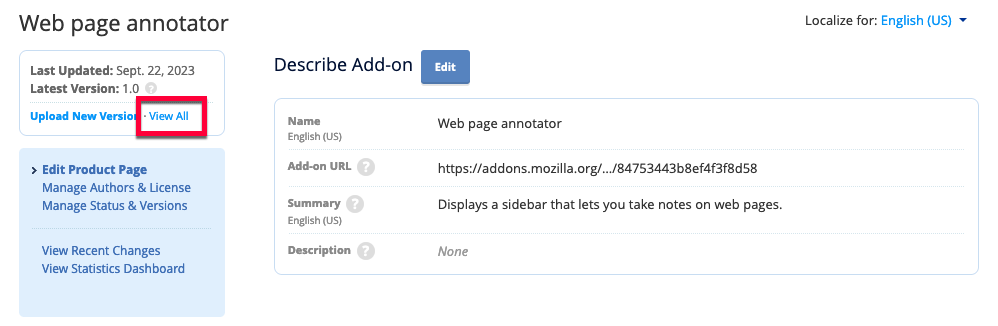 Web page annotator
Localize for: English (US)
Last Updated: Sept. 22, 2023
Latest Version: 1.0 ?
Upload New Version · View All
Edit Product Page
Manage Authors & License
Manage Status & Versions
View Recent Changes
View Statistics Dashboard
Describe Add-on Edit
Name Web page annotator
English (US)
Add-on URL ? https://addons.mozilla.org/.../84753443b8ef4f3f8d58
Summary ? Displays a sidebar that lets you take notes on web pages.
English (US)
Description ? None